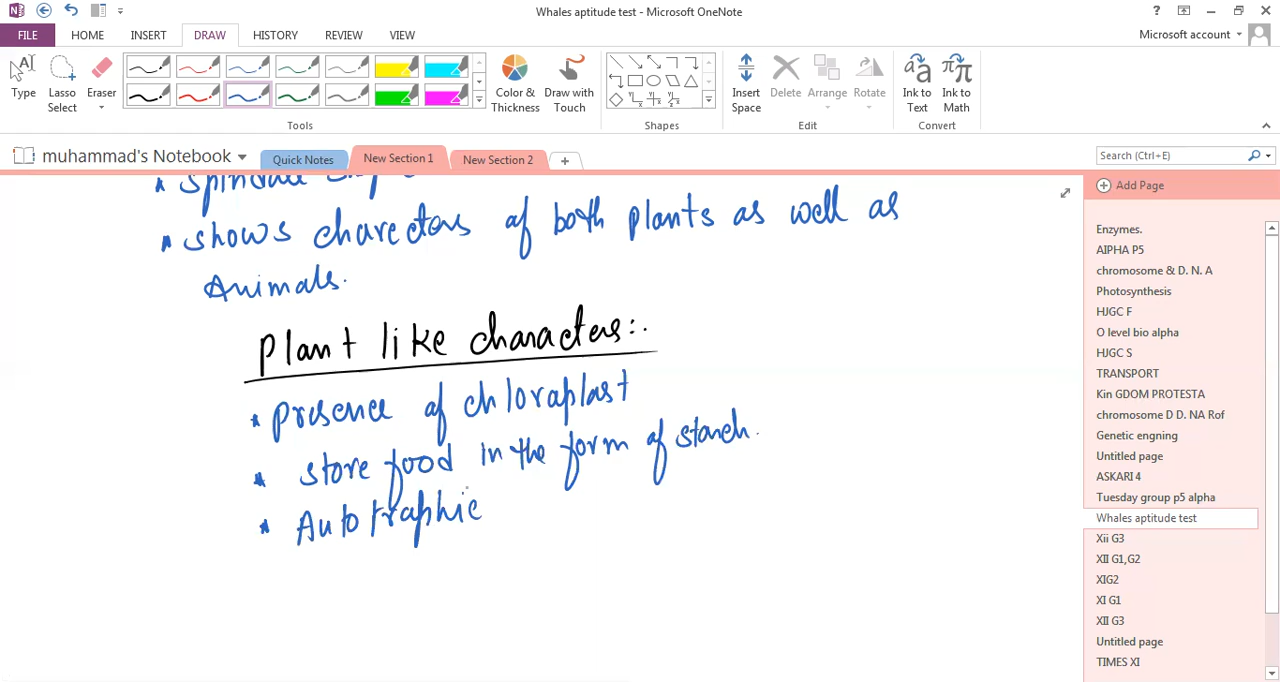 Whales aptitude test - Microsoft OneNote
FILE HOME INSERT DRAW HISTORY REVIEW VIEW
Microsoft account
Type
Lasso Select
Eraser
Color & Thickness
Draw with Touch
Insert Space
Delete
Arrange
Rotate
Ink to Text
Ink to Math
Tools
Shapes
Edit
Convert
muhammad's Notebook
Quick Notes
New Section 1
New Section 2
Search (Ctrl+E)
Add Page
shows charecters of both plants as well as
Animals.
Plant like characters:.
presence of chloraplast
store food in the form of starch.
Autotraphic
Enzymes.
AlPHA P5
chromosome & D. N. A
Photosynthesis
HJGC F
O level bio alpha
HJGC S
TRANSPORT
Kin GDOM PROTESTA
chromosome D D. NA Rof
Genetic engning
Untitled page
ASKARI 4
Tuesday group p5 alpha
Whales aptitude test
Xii G3
XII G1,G2
XIG2
XI G1
XII G3
Untitled page
TIMES XI